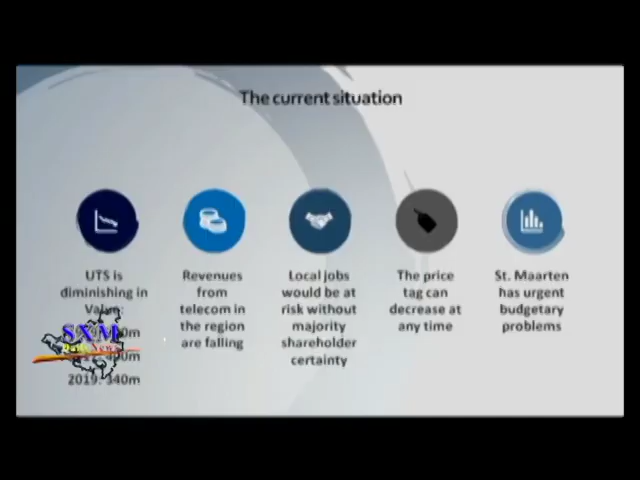 The current situation
UTS is
diminishing in
Value:
2019: 340m
Revenues
from
telecom in
the region
are falling
Local jobs
would be at
risk without
majority
shareholder
certainty
The price
tag can
decrease at
any time
St. Maarten
has urgent
budgetary
problems
SXM
News